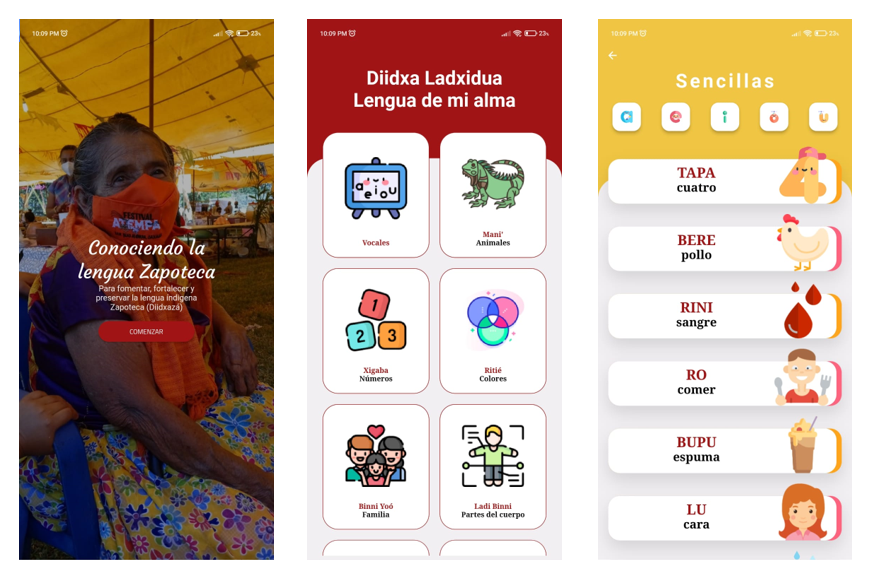 10:09 PM
23%
FESTIVAL
Conociendo la
lengua Zapoteca
Para fomentar, fortalecer y
preservar la lengua indígena
Zapoteca (Diidxazá)
COMENZAR
10:09 PM
23%
Diidxa Ladxidua
Lengua de mi alma
a e i o u
Vocales
Mani'
Animales
1
2 3
Xigaba
Números
Ritié
Colores
Binni Yoó
Familia
Ladi Binni
Partes del cuerpo
10:09 PM
22%
Sencillas
a e i o u
TAPA
cuatro
BERE
pollo
RINI
sangre
RO
comer
BUPU
espuma
LU
cara